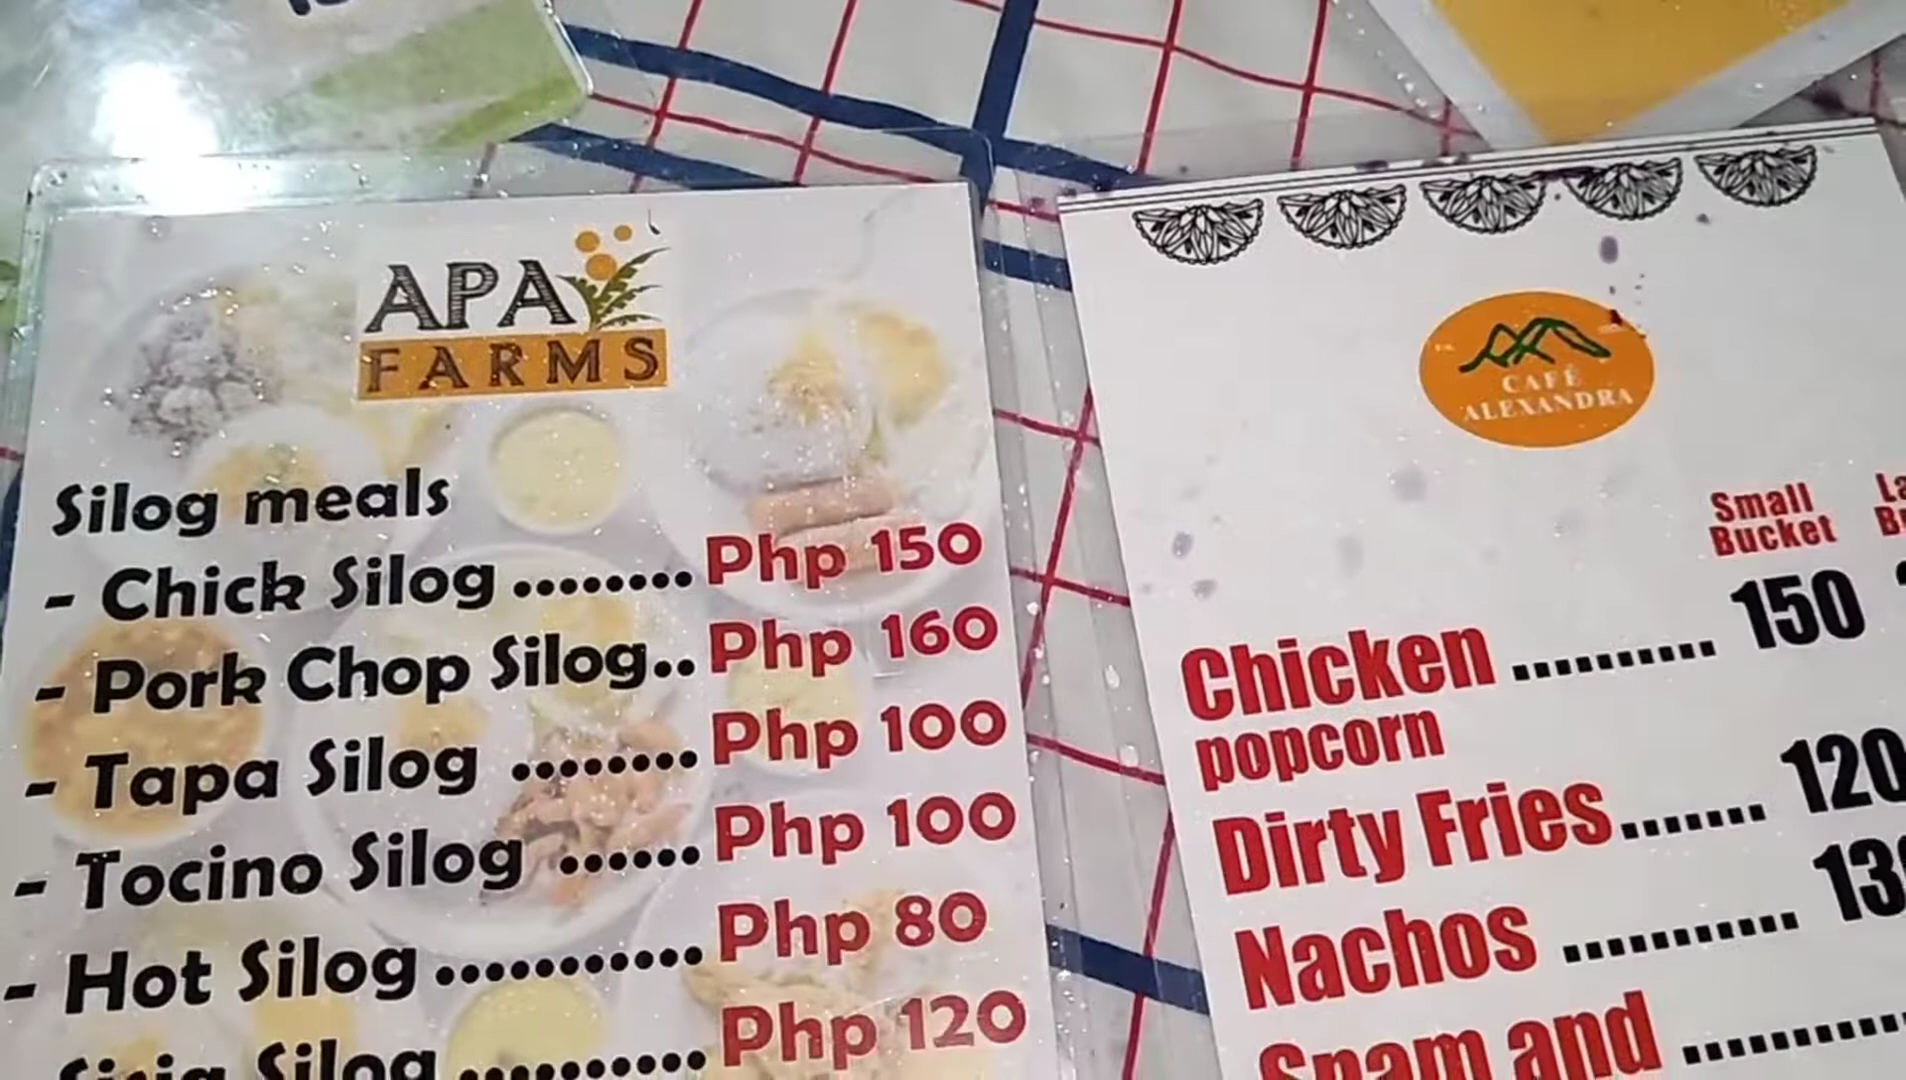 APA
FARMS
Silog meals
- Chick Silog ........ Php 150
- Pork Chop Silog.. Php 160
- Tapa Silog ........ Php 100
- Tocino Silog ...... Php 100
- Hot Silog ........... Php 80
Silog ........... Php 120
CAFÉ
ALEXANDRA
Small
Bucket
Chicken .......... 150
popcorn
Dirty Fries....... 120
Nachos ...........
Spam and ...........